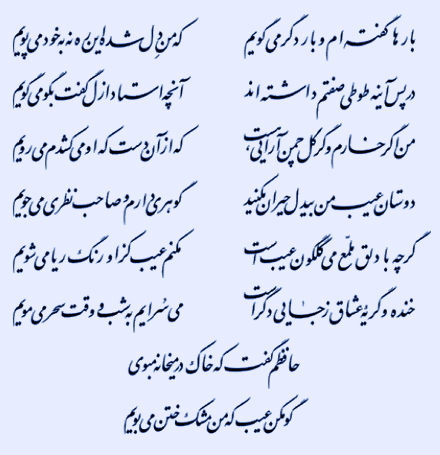 بارها گفته‌ام و بار دگر می‌گویم که من دل شده این ره نه به خود می‌پویم
در پس آینه طوطی صفتم داشته‌اند آنچه استاد ازل گفت بگو می‌گویم
من اگر خارم و گر گل چمن آرایی هست که از آن دست که او می‌کشدم می‌رویم
دوستان عیب من بیدل حیران مکنید گوهری دارم و صاحب نظری می‌جویم
گرچه با دلق ملمع می گلگون عیب است مکنم عیب کز او رنگ ریا می‌شویم
خنده و گریه عشاق ز جایی دگر است می‌سرایم به شب و وقت سحر می‌مویم
حافظم گفت که خاک در میخانه مبوی
گو مکن عیب که من مشک ختن می‌بویم